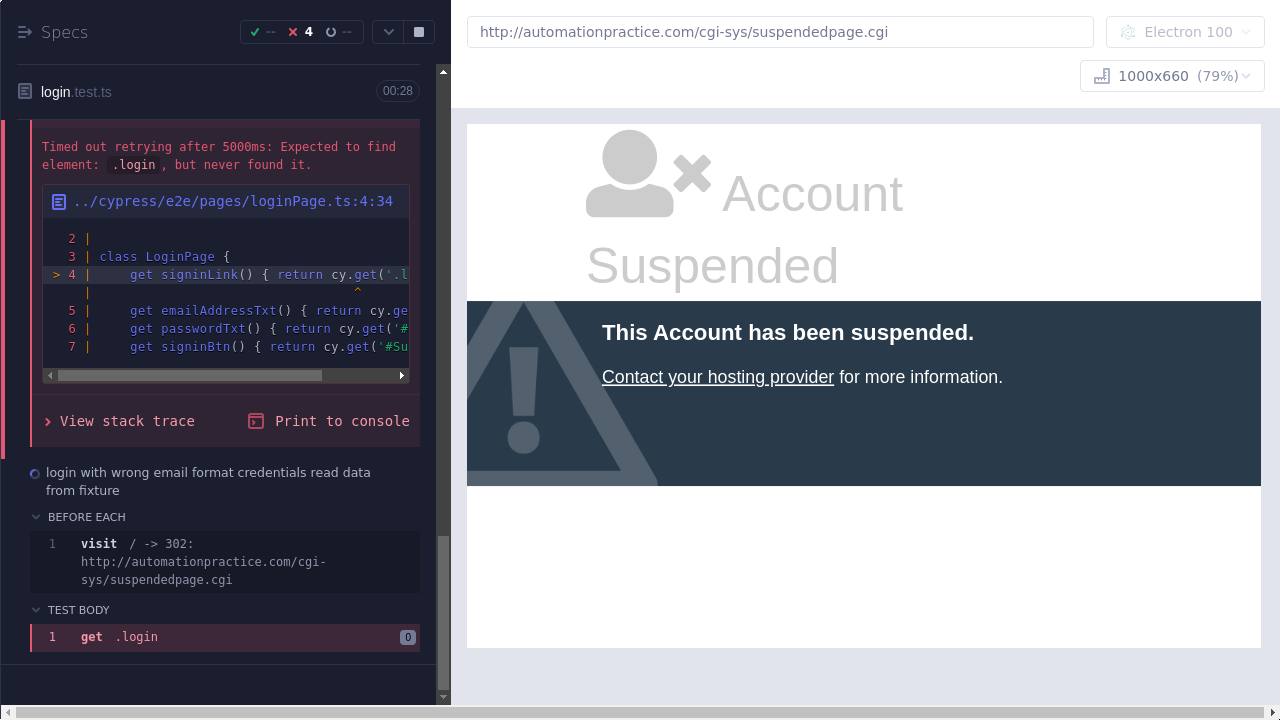 Specs
-- 4 --
login.test.ts
00:28
Timed out retrying after 5000ms: Expected to find
element: .login, but never found it.
../cypress/e2e/pages/loginPage.ts:4:34
2 |
3 | class LoginPage {
> 4 |     get signinLink() { return cy.get('.l
|                                  ^
5 |     get emailAddressTxt() { return cy.ge
6 |     get passwordTxt() { return cy.get('#
7 |     get signinBtn() { return cy.get('#Su
View stack trace
Print to console
login with wrong email format credentials read data
from fixture
BEFORE EACH
1 visit / -> 302:
http://automationpractice.com/cgi-
sys/suspendedpage.cgi
TEST BODY
1 get .login 0
http://automationpractice.com/cgi-sys/suspendedpage.cgi
Electron 100
1000x660 (79%)
Account
Suspended
This Account has been suspended.
Contact your hosting provider for more information.